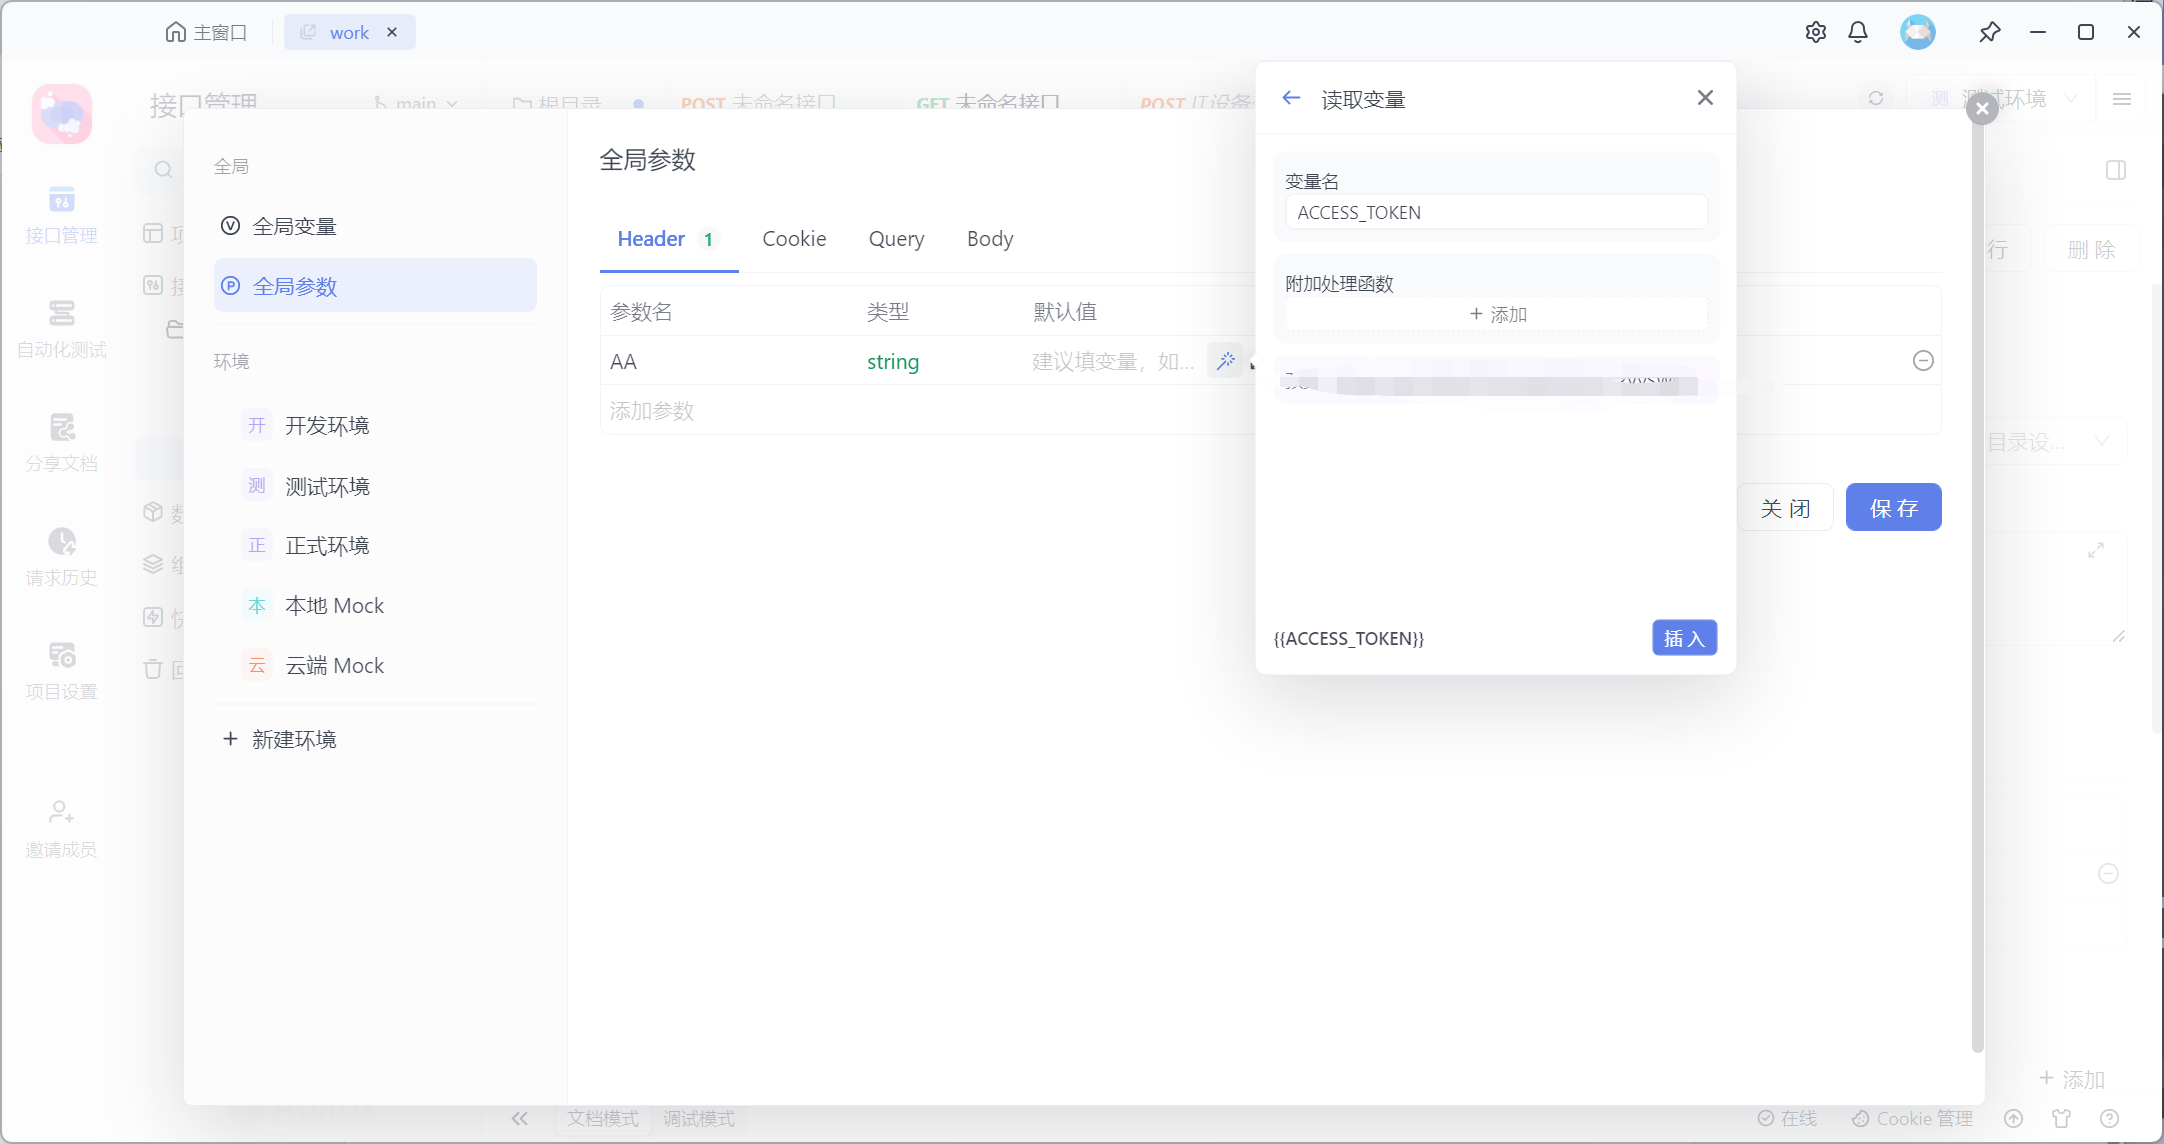 主窗口
work
接口管理
main
根目录
POST 未命名接口
GET 未命名接口
POST IT设备
测
接口管理
自动化测试
分享文档
请求历史
项目设置
邀请成员
全局
全局变量
全局参数
环境
开 开发环境
测 测试环境
正 正式环境
本 本地 Mock
云 云端 Mock
新建环境
全局参数
Header 1
Cookie
Query
Body
参数名
类型
默认值
AA
string
建议填变量，如...
添加参数
关 闭
保 存
读取变量
变量名
ACCESS_TOKEN
附加处理函数
+ 添加
{{ACCESS_TOKEN}}
插 入
行
删 除
目录设...
+ 添加
文档模式
调试模式
在线
Cookie 管理